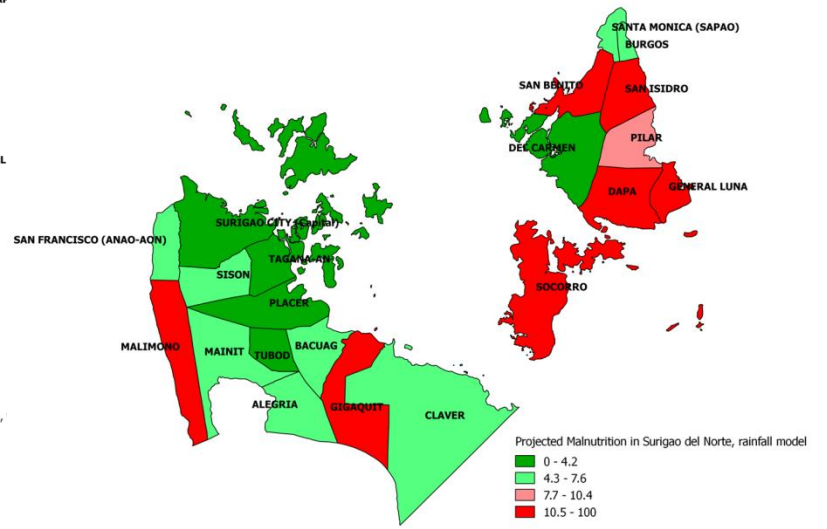 SANTA MONICA (SAPAO)
BURGOS
SAN BENITO
SAN ISIDRO
DEL CARMEN
PILAR
DAPA
GENERAL LUNA
SURIGAO CITY (Capital)
SAN FRANCISCO (ANAO-AON)
TAGANA-AN
SISON
SOCORRO
PLACER
MALIMONO
MAINIT
TUBOD
BACUAG
ALEGRIA
GIGAQUIT
CLAVER
Projected Malnutrition in Surigao del Norte, rainfall model
0 - 4.2
4.3 - 7.6
7.7 - 10.4
10.5 - 100